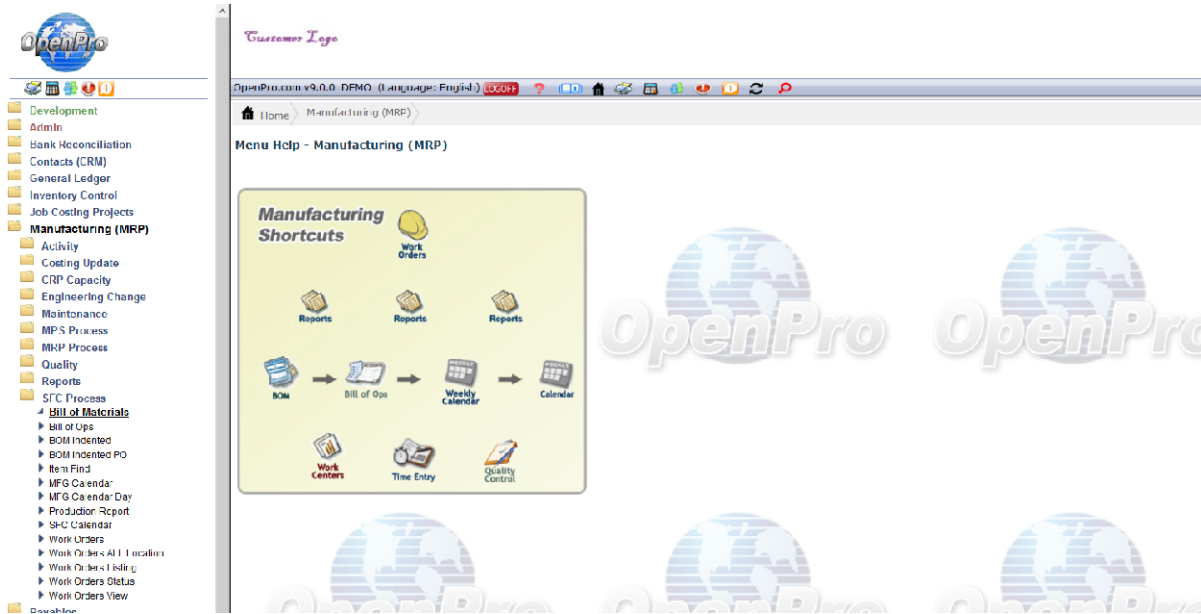 OpenPro
Customer Logo
OpenPro.com v9.0.0 DEMO (Language: English) LOGOFF
Home
Manufacturing (MRP)
Menu Help - Manufacturing (MRP)
Development
Admin
Bank Reconciliation
Contacts (CRM)
General Ledger
Inventory Control
Job Costing Projects
Manufacturing (MRP)
Activity
Costing Update
CRP Capacity
Engineering Change
Maintenance
MPS Process
MRP Process
Quality
Reports
SFC Process
Bill of Materials
Bill of Ops
BOM Indented
BOM Indented PO
Item Find
MFG Calendar
MFG Calendar Day
Production Report
SFC Calendar
Work Orders
Work Orders ALL Location
Work Orders Listing
Work Orders Status
Work Orders View
Payables
Manufacturing
Shortcuts
Work
Orders
Reports
Reports
Reports
BOM
Bill of Ops
Weekly
Calendar
Calendar
Work
Centers
Time Entry
Quality
Control
OpenPro
OpenPro
OpenPro
OpenPro
OpenPro